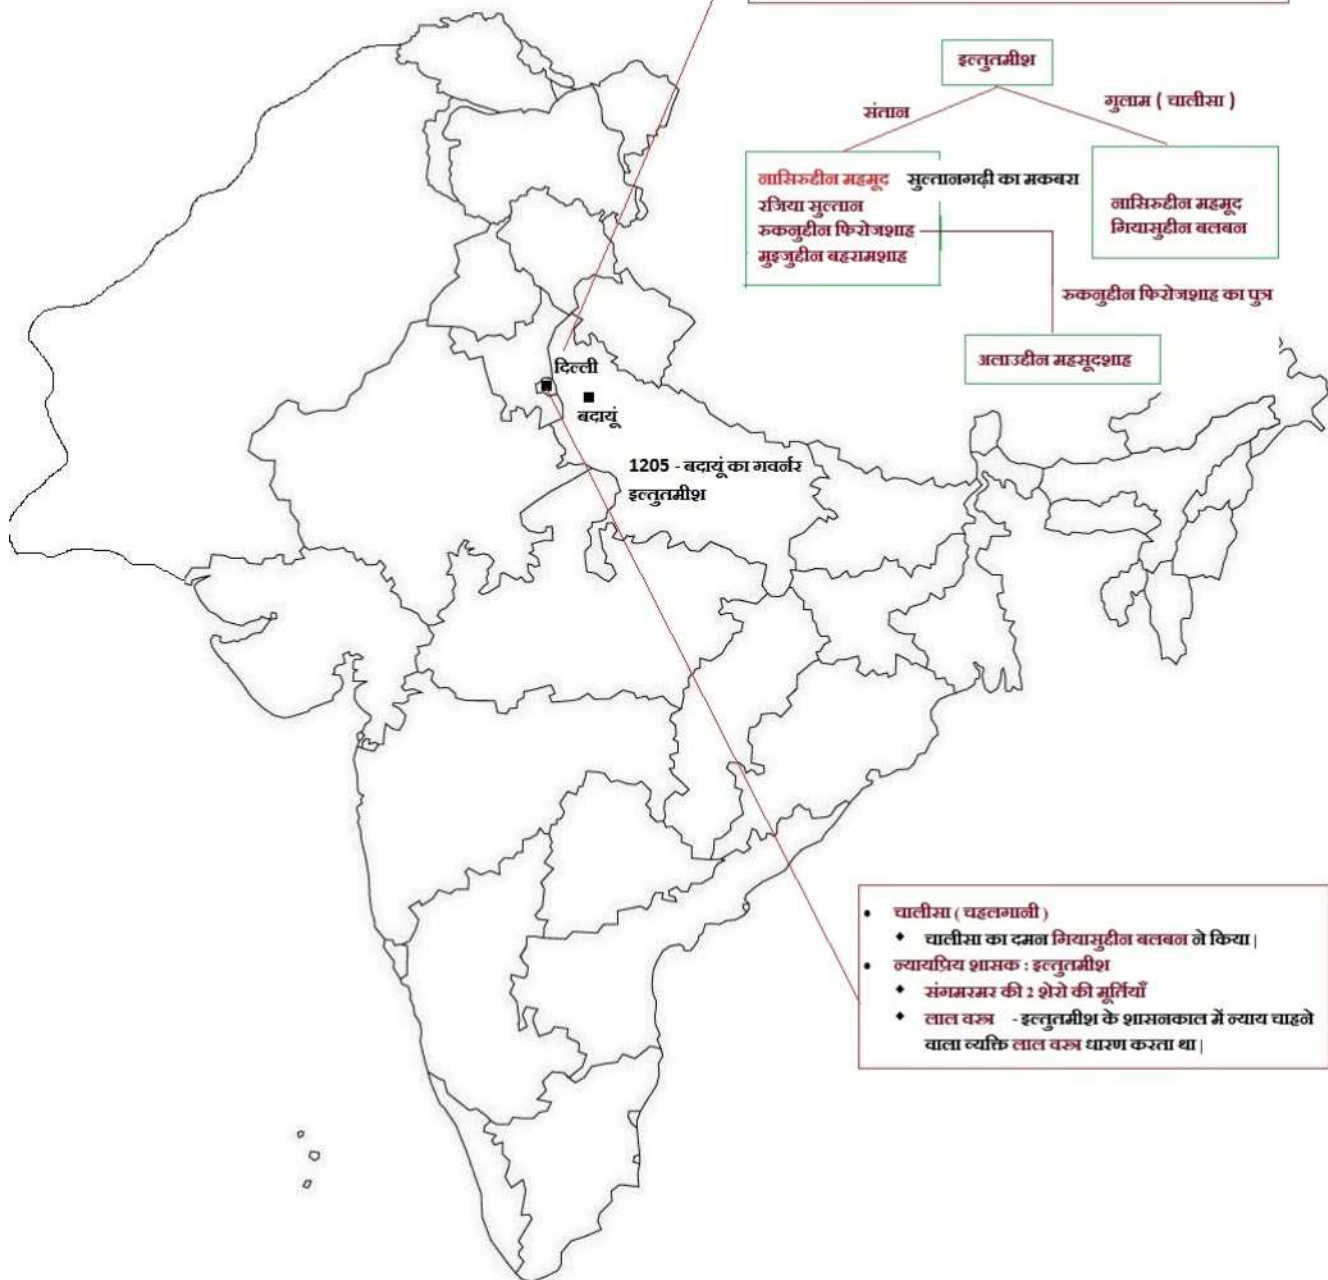 इल्तुतमीश
संतान
गुलाम ( चालीसा )
नासिरुद्दीन महमूद सुल्तानगढ़ी का मकबरा
रजिया सुल्तान
रुकनुद्दीन फिरोजशाह
मुइजुद्दीन बहरामशाह
नासिरुद्दीन महमूद
गियासुद्दीन बलबन
रुकनुद्दीन फिरोजशाह का पुत्र
अलाउद्दीन महसूदशाह
दिल्ली
बदायूं
1205 - बदायूं का गवर्नर
इल्तुतमीश
• चालीसा ( चहलगानी )
◆ चालीसा का दमन गियासुद्दीन बलबन ने किया |
• न्यायप्रिय शासक : इल्तुतमीश
◆ संगमरमर की 2 शेरो की मूर्तियाँ
◆ लाल वस्त्र - इल्तुतमीश के शासनकाल में न्याय चाहने
वाला व्यक्ति लाल वस्त्र धारण करता था |